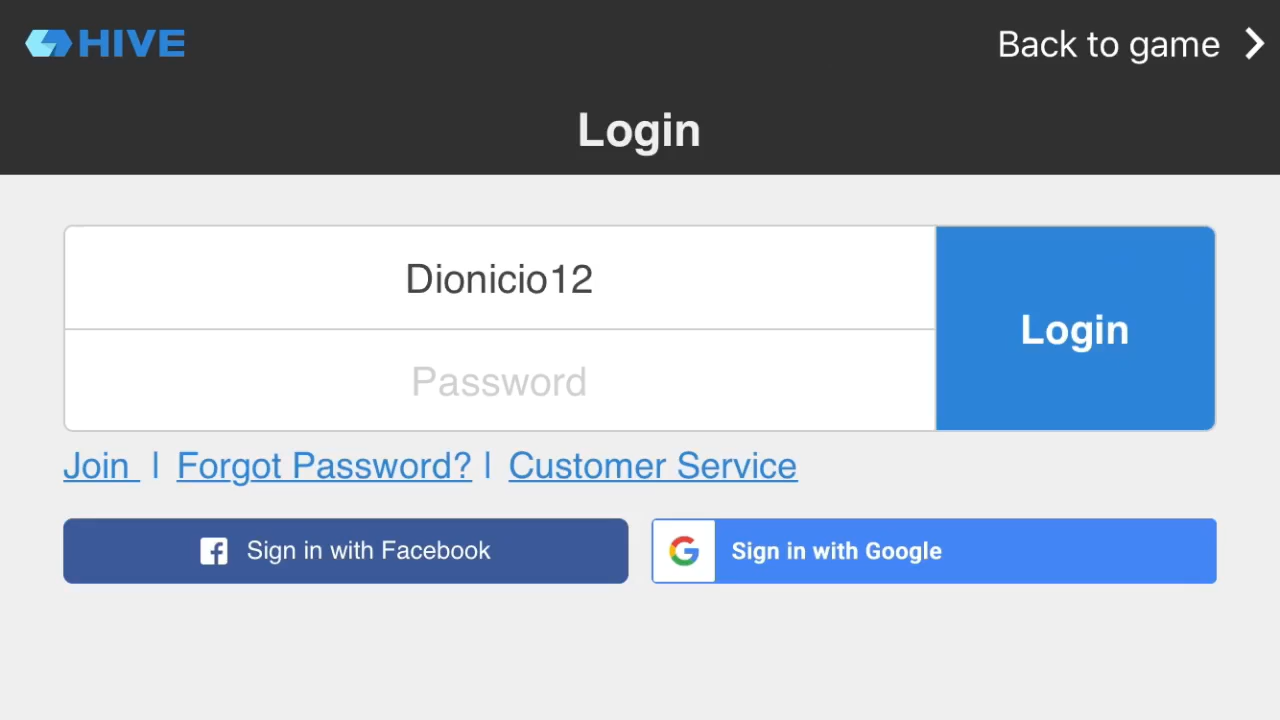 HIVE
Back to game
Login
Dionicio12
Password
Login
Join | Forgot Password? | Customer Service
Sign in with Facebook
Sign in with Google